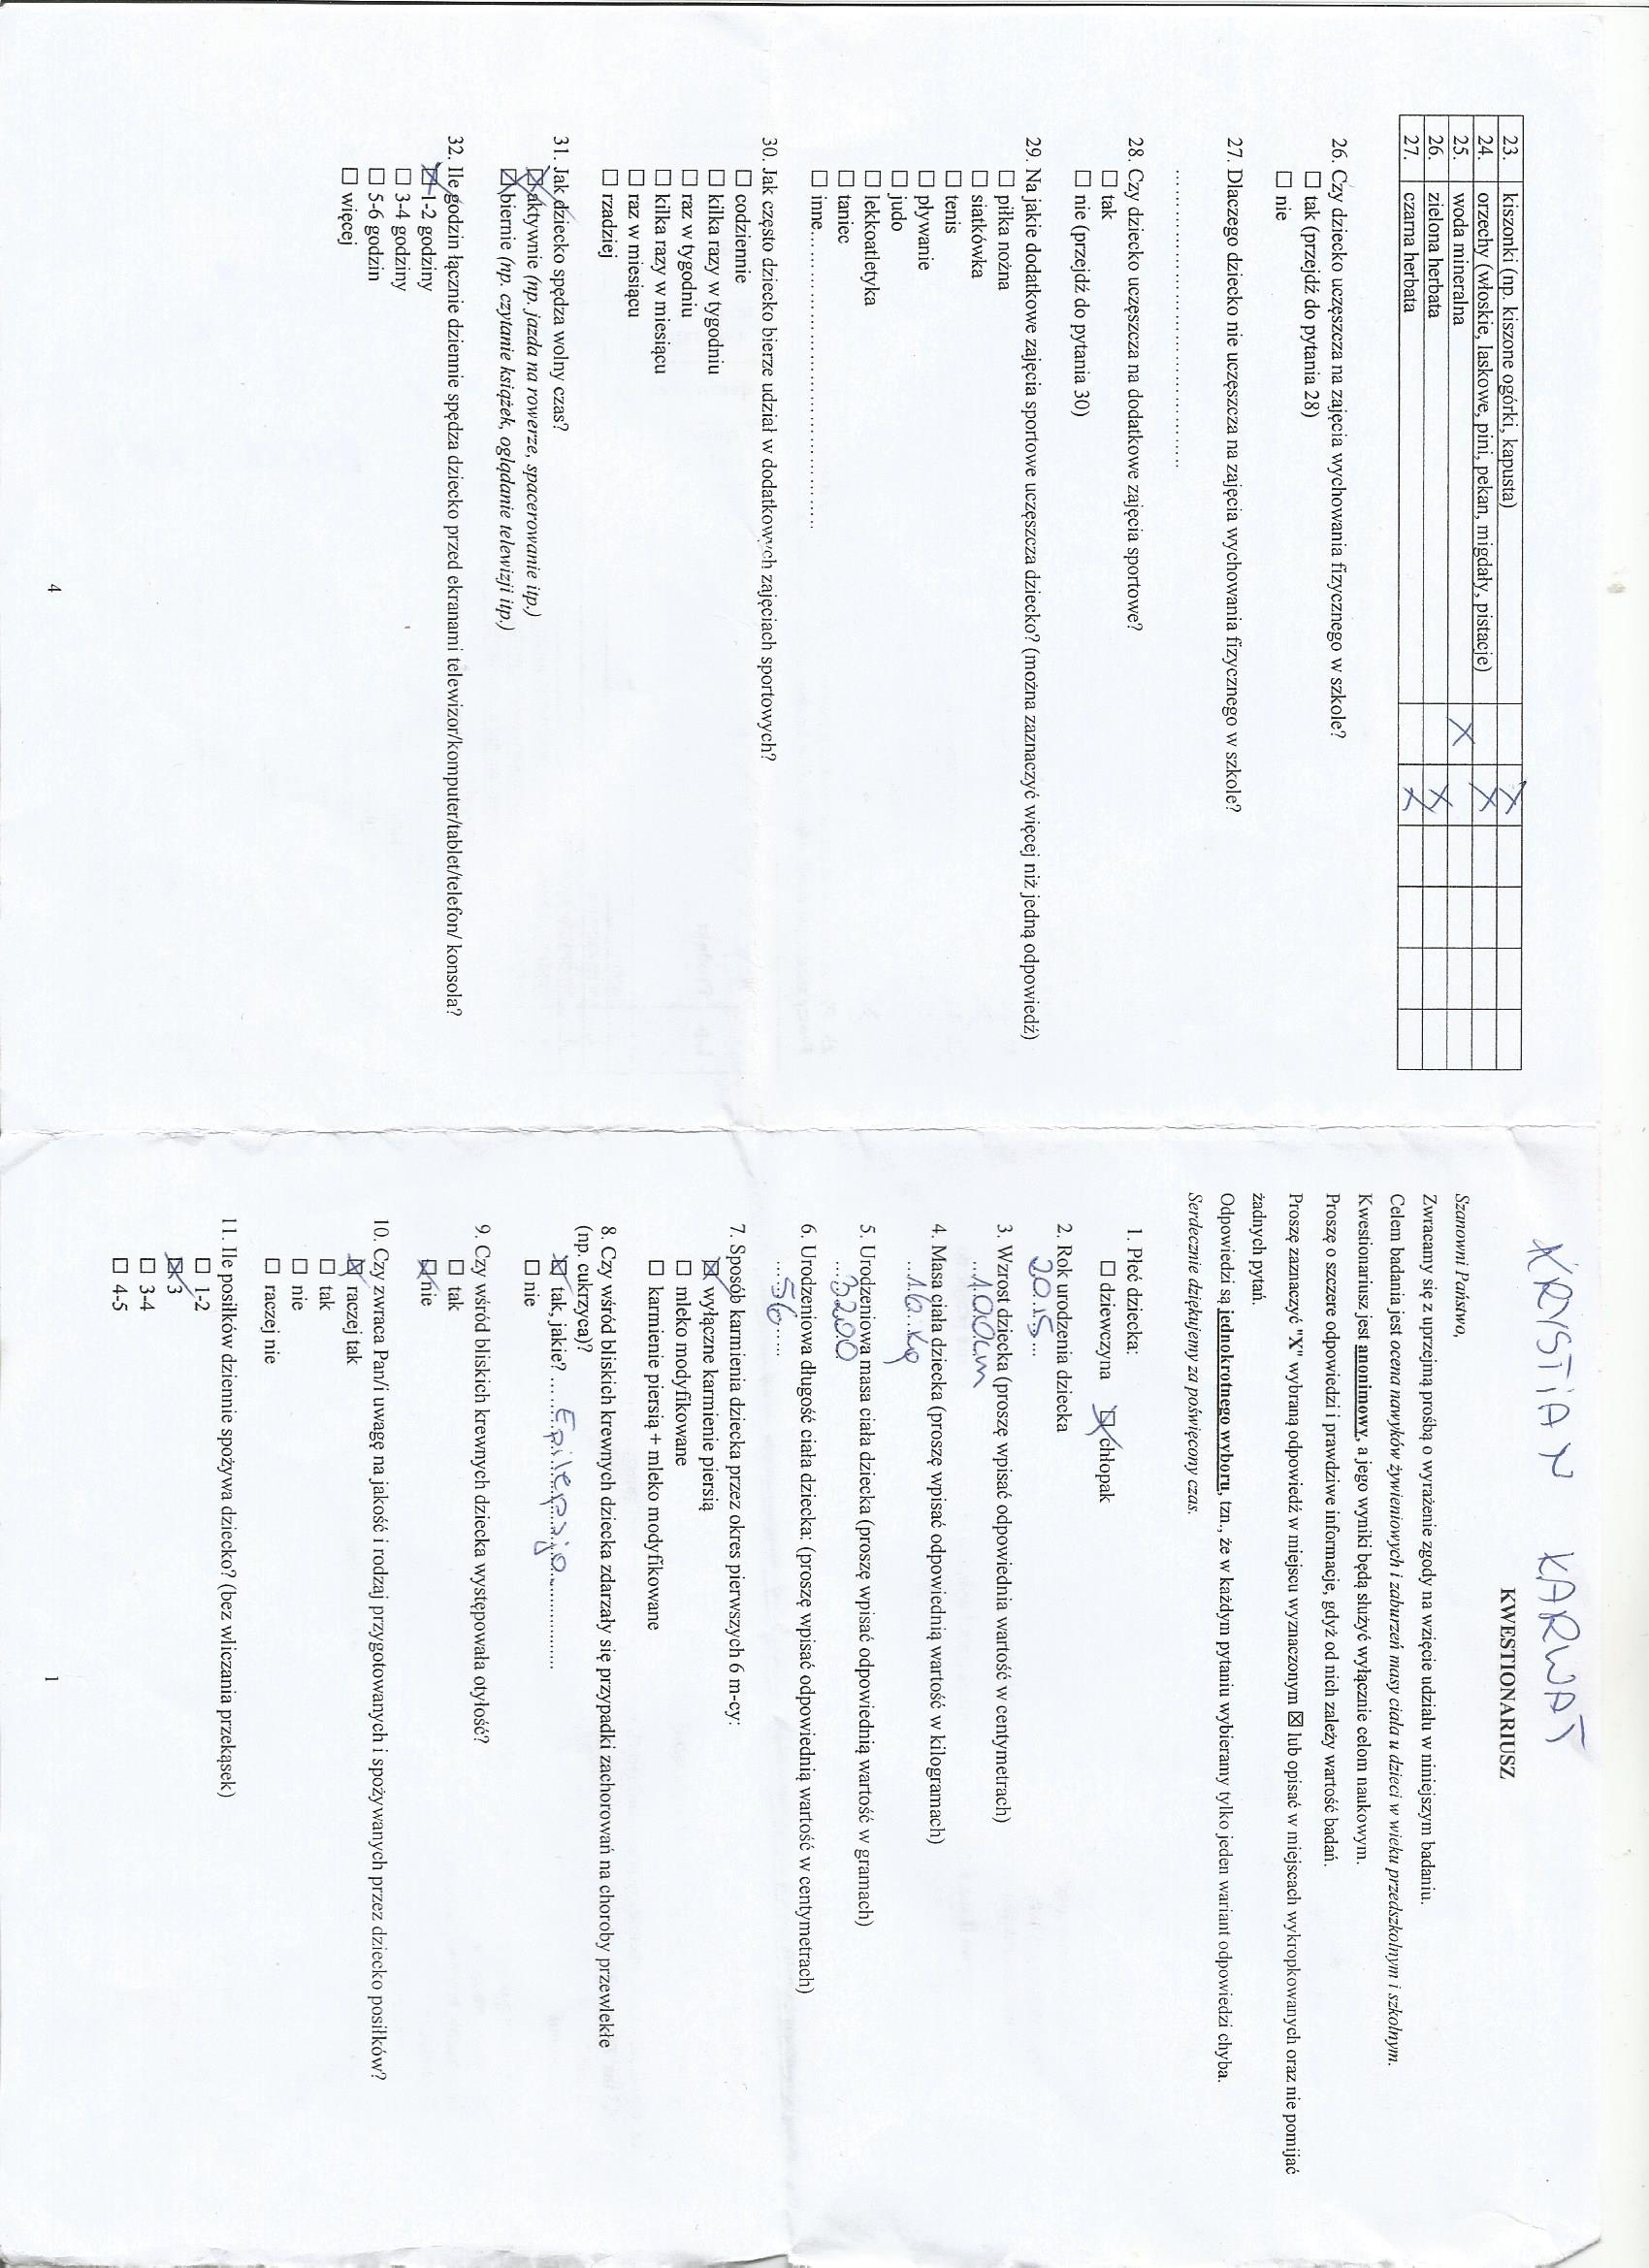 23. kiszonki (np. kiszone ogórki, kapusta) X
24. orzechy (włoskie, laskowe, pini, pekan, migdały, pistacje) X
25. woda mineralna X
26. zielona herbata X
27. czarna herbata X
26. Czy dziecko uczęszcza na zajęcia wychowania fizycznego w szkole?
☐ tak (przejdź do pytania 28)
☐ nie
27. Dlaczego dziecko nie uczęszcza na zajęcia wychowania fizycznego w szkole?
...........................................
28. Czy dziecko uczęszcza na dodatkowe zajęcia sportowe?
☐ tak
☐ nie (przejdź do pytania 30)
29. Na jakie dodatkowe zajęcia sportowe uczęszcza dziecko? (można zaznaczyć więcej niż jedną odpowiedź)
☐ piłka nożna
☐ siatkówka
☐ tenis
☐ pływanie
☐ judo
☐ lekkoatletyka
☐ taniec
☐ inne...........................................
30. Jak często dziecko bierze udział w dodatkowych zajęciach sportowych?
☐ codziennie
☐ kilka razy w tygodniu
☐ raz w tygodniu
☐ kilka razy w miesiącu
☐ raz w miesiącu
☐ rzadziej
31. Jak dziecko spędza wolny czas?
☒ aktywnie (np. jazda na rowerze, spacerowanie itp.)
☒ biernie (np. czytanie książek, oglądanie telewizji itp.)
32. Ile godzin łącznie dziennie spędza dziecko przed ekranami telewizor/komputer/tablet/telefon/ konsola?
☒ 1-2 godziny
☐ 3-4 godziny
☐ 5-6 godzin
☐ więcej
4
KRYSTIAN KARWAT
KWESTIONARIUSZ
Szanowni Państwo,
Zwracamy się z uprzejmą prośbą o wyrażenie zgody na wzięcie udziału w niniejszym badaniu.
Celem badania jest ocena nawyków żywieniowych i zaburzeń masy ciała u dzieci w wieku przedszkolnym i szkolnym.
Kwestionariusz jest anonimowy, a jego wyniki będą służyć wyłącznie celom naukowym.
Proszę o szczere odpowiedzi i prawdziwe informacje, gdyż od nich zależy wartość badań.
Proszę zaznaczyć "X" wybraną odpowiedź w miejscu wyznaczonym ☒ lub opisać w miejscach wykropkowanych oraz nie pomijać
żadnych pytań.
Odpowiedzi są jednokrotnego wyboru, tzn., że w każdym pytaniu wybieramy tylko jeden wariant odpowiedzi chyba.
Serdecznie dziękujemy za poświęcony czas.
1. Płeć dziecka:
☐ dziewczyna ☒ chłopak
2. Rok urodzenia dziecka
2015
3. Wzrost dziecka (proszę wpisać odpowiednia wartość w centymetrach)
100cm
4. Masa ciała dziecka (proszę wpisać odpowiednią wartość w kilogramach)
16 kg
5. Urodzeniowa masa ciała dziecka (proszę wpisać odpowiednią wartość w gramach)
3200
6. Urodzeniowa długość ciała dziecka: (proszę wpisać odpowiednią wartość w centymetrach)
56
7. Sposób karmienia dziecka przez okres pierwszych 6 m-cy:
☒ wyłączne karmienie piersią
☐ mleko modyfikowane
☐ karmienie piersią + mleko modyfikowane
8. Czy wśród bliskich krewnych dziecka zdarzały się przypadki zachorowań na choroby przewlekłe
(np. cukrzyca)?
☒ tak, jakie? Epilepsja
☐ nie
9. Czy wśród bliskich krewnych dziecka występowała otyłość?
☐ tak
☒ nie
10. Czy zwraca Pan/i uwagę na jakość i rodzaj przygotowanych i spożywanych przez dziecko posiłków?
☒ raczej tak
☐ tak
☐ nie
☐ raczej nie
11. Ile posiłków dziennie spożywa dziecko? (bez wliczania przekąsek)
☐ 1-2
☒ 3
☐ 3-4
☐ 4-5
1